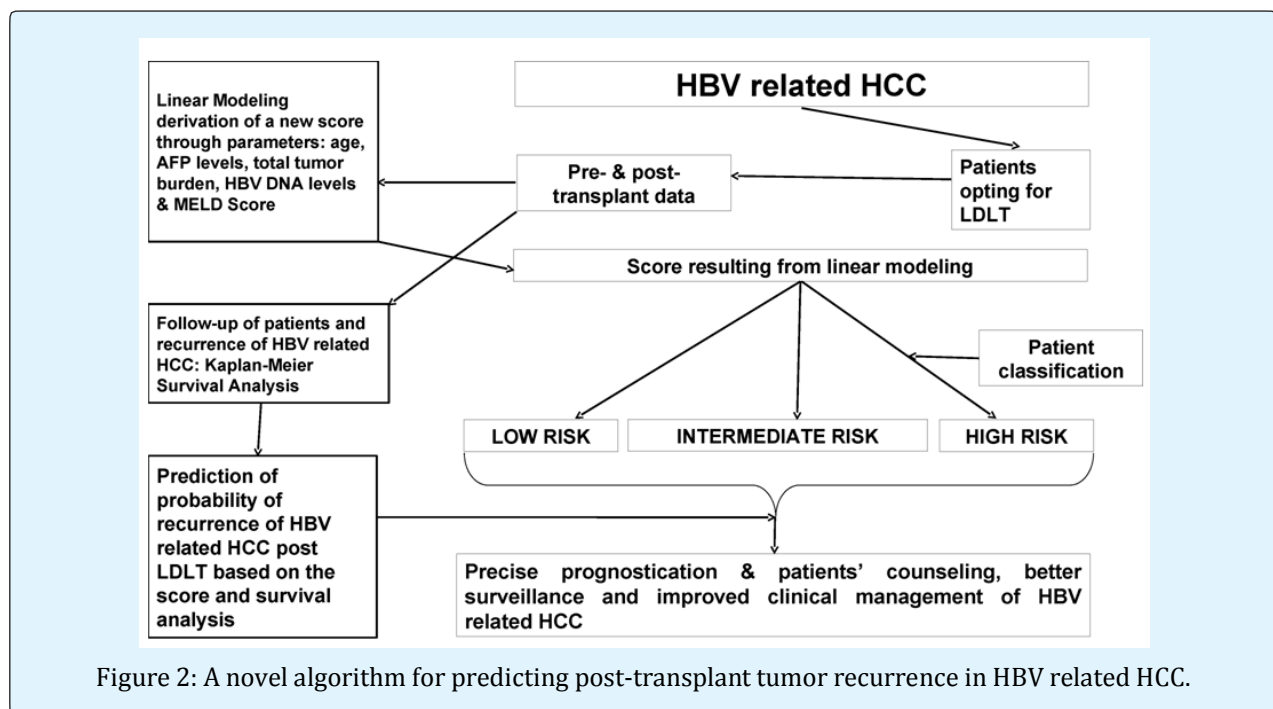 HBV related HCC
Linear Modeling
derivation of a new score
through parameters: age,
AFP levels, total tumor
burden, HBV DNA levels
& MELD Score
Pre- & post-
transplant data
Patients
opting for
LDLT
Score resulting from linear modeling
Follow-up of patients and
recurrence of HBV related
HCC: Kaplan-Meier
Survival Analysis
Patient
classification
LOW RISK
INTERMEDIATE RISK
HIGH RISK
Prediction of
probability of
recurrence of HBV
related HCC post
LDLT based on the
score and survival
analysis
Precise prognostication & patients' counseling, better
surveillance and improved clinical management of HBV
related HCC
Figure 2: A novel algorithm for predicting post-transplant tumor recurrence in HBV related HCC.